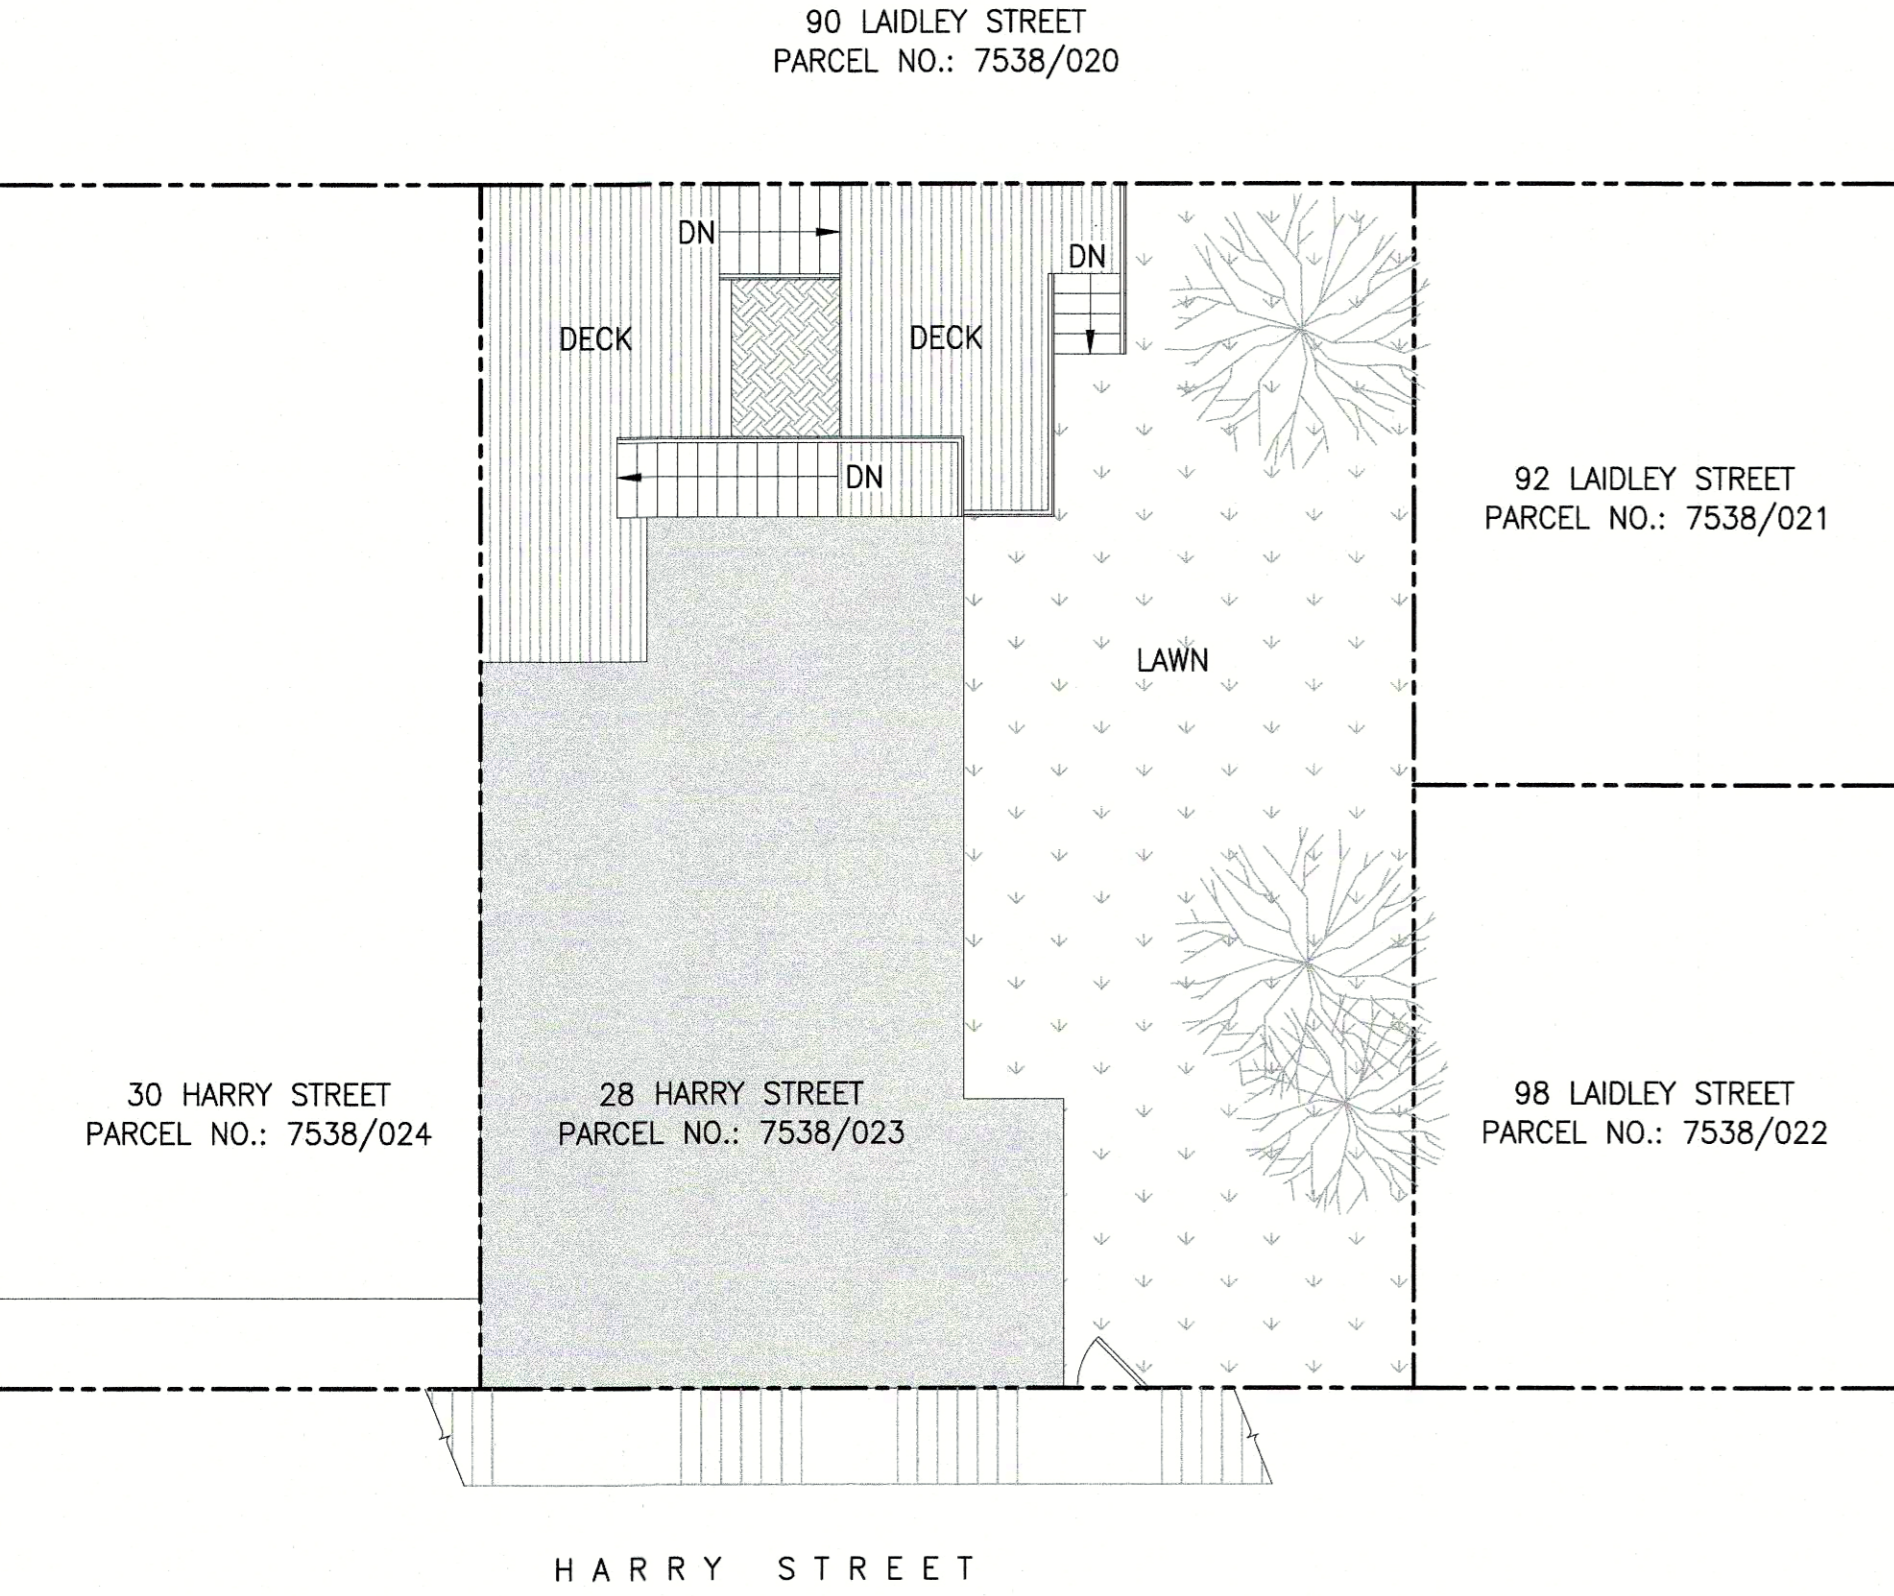 90 LAIDLEY STREET
PARCEL NO.: 7538/020
DN
DN
DECK
DECK
DN
92 LAIDLEY STREET
PARCEL NO.: 7538/021
LAWN
30 HARRY STREET
PARCEL NO.: 7538/024
28 HARRY STREET
PARCEL NO.: 7538/023
98 LAIDLEY STREET
PARCEL NO.: 7538/022
HARRY STREET